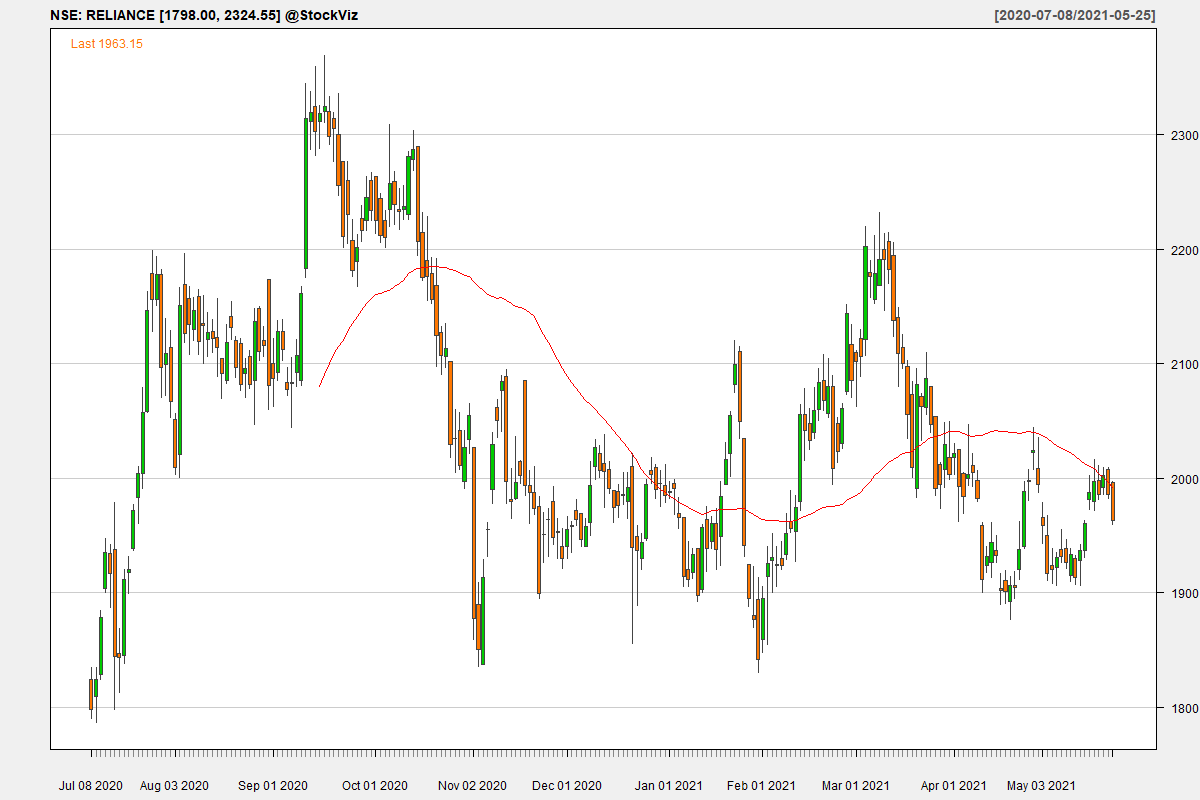 NSE: RELIANCE [1798.00, 2324.55] @StockViz
[2020-07-08/2021-05-25]
Last 1963.15
2300
2200
2100
2000
1900
1800
Jul 08 2020
Aug 03 2020
Sep 01 2020
Oct 01 2020
Nov 02 2020
Dec 01 2020
Jan 01 2021
Feb 01 2021
Mar 01 2021
Apr 01 2021
May 03 2021